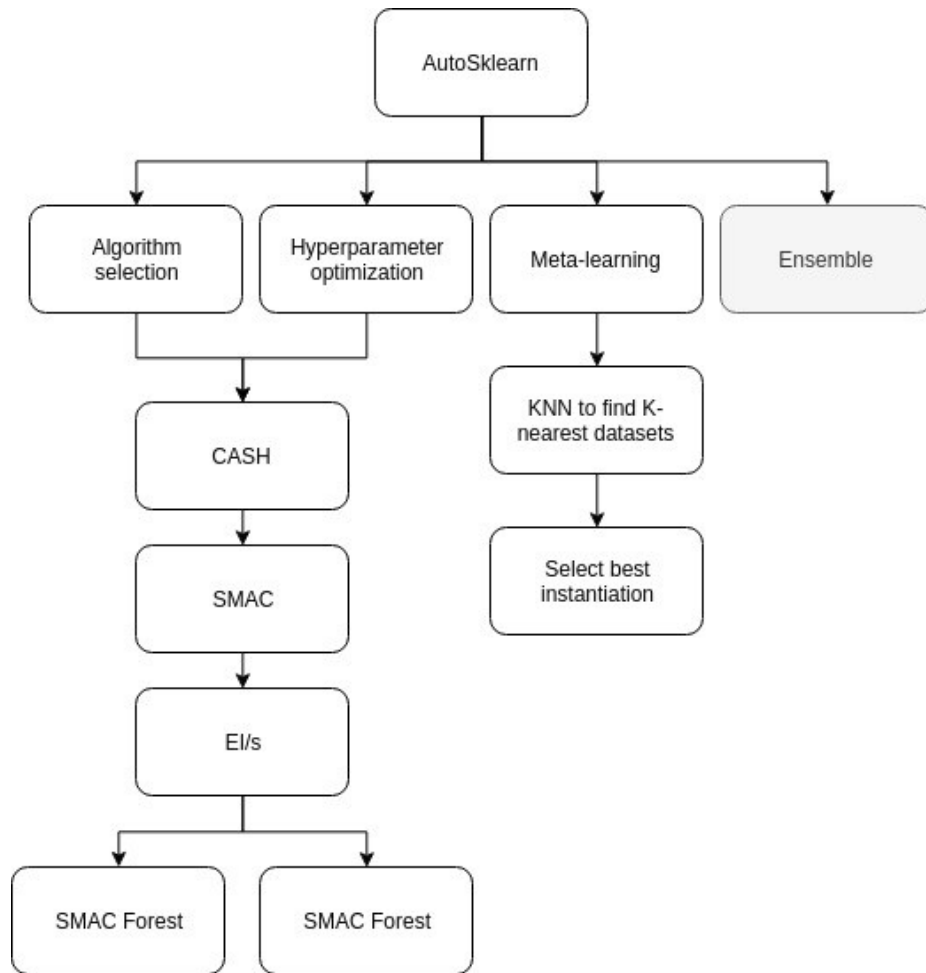 AutoSklearn
Algorithm
selection
Hyperparameter
optimization
Meta-learning
Ensemble
KNN to find K-
nearest datasets
CASH
Select best
instantiation
SMAC
EI/s
SMAC Forest
SMAC Forest